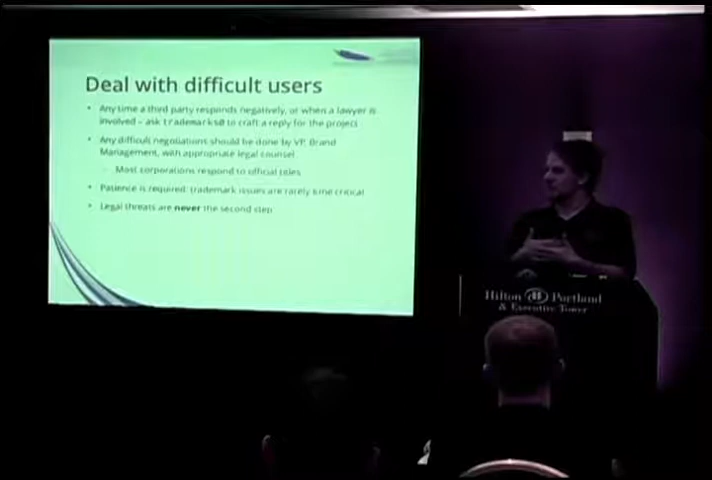 Deal with difficult users
• Any time a third party responds negatively, or when a lawyer is
involved – ask trademarks@ to craft a reply for the project
• Any difficult negotiations should be done by VP, Brand
Management, with appropriate legal counsel
– Most corporations respond to official titles
• Patience is required: trademark issues are rarely time critical
• Legal threats are never the second step
Hilton Portland
& Executive Tower